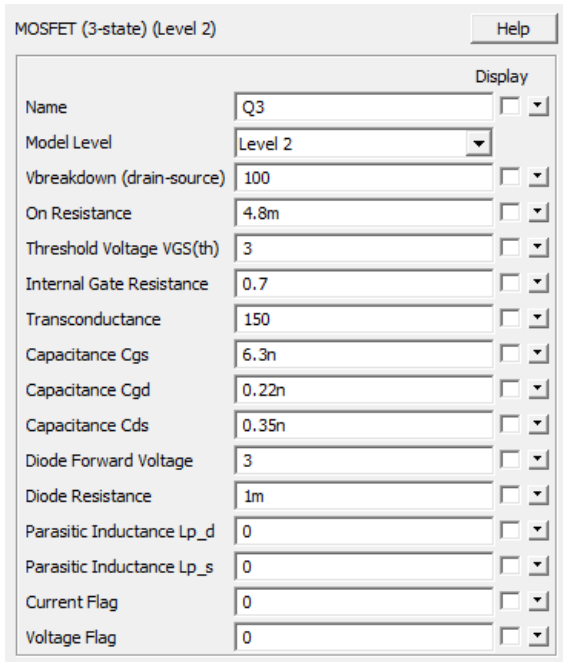 MOSFET (3-state) (Level 2) Help
Display
Name Q3
Model Level Level 2
Vbreakdown (drain-source) 100
On Resistance 4.8m
Threshold Voltage VGS(th) 3
Internal Gate Resistance 0.7
Transconductance 150
Capacitance Cgs 6.3n
Capacitance Cgd 0.22n
Capacitance Cds 0.35n
Diode Forward Voltage 3
Diode Resistance 1m
Parasitic Inductance Lp_d 0
Parasitic Inductance Lp_s 0
Current Flag 0
Voltage Flag 0